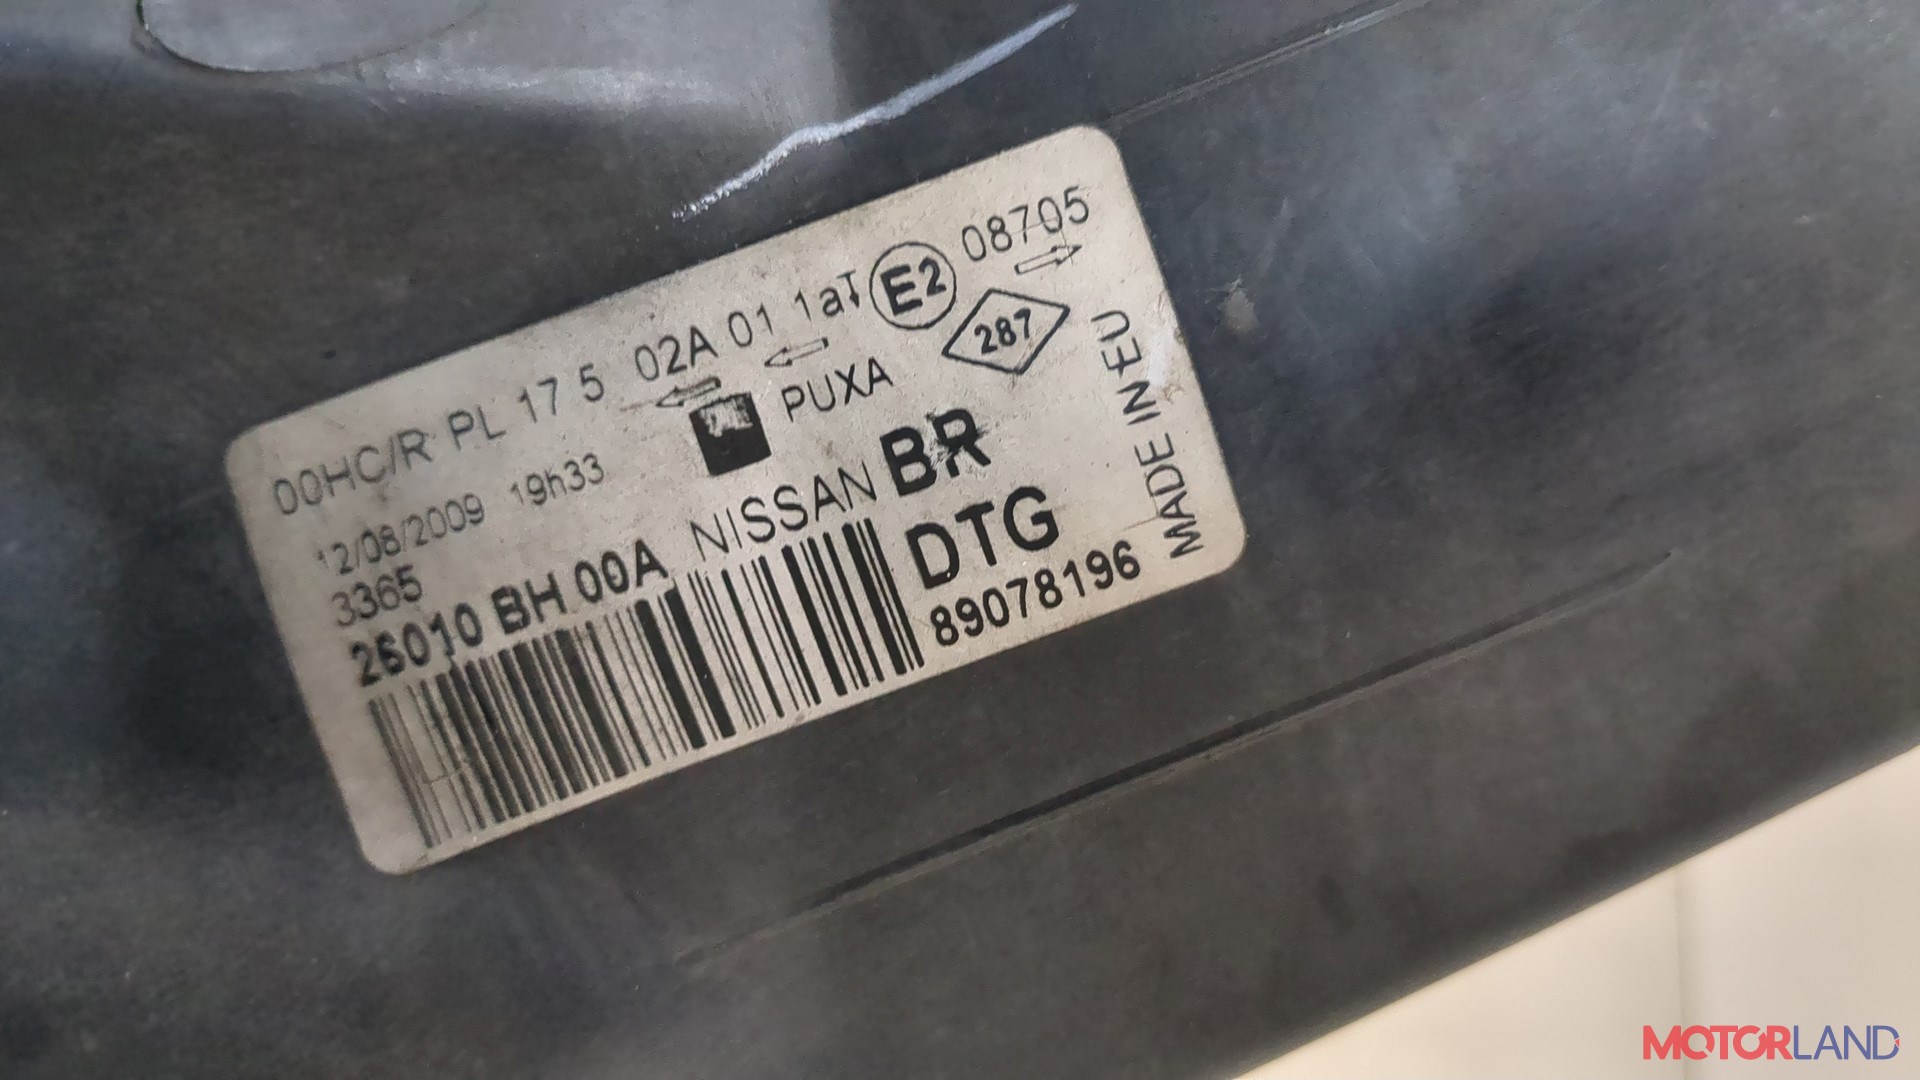 00HC/R PL 17 5 02A 01 1aT E2 08705
12/08/2009 19h33 PUXA 287
3365
26010 BH 00A NISSAN BR
DTG
89078196
MADE IN EU
MOTORLAND